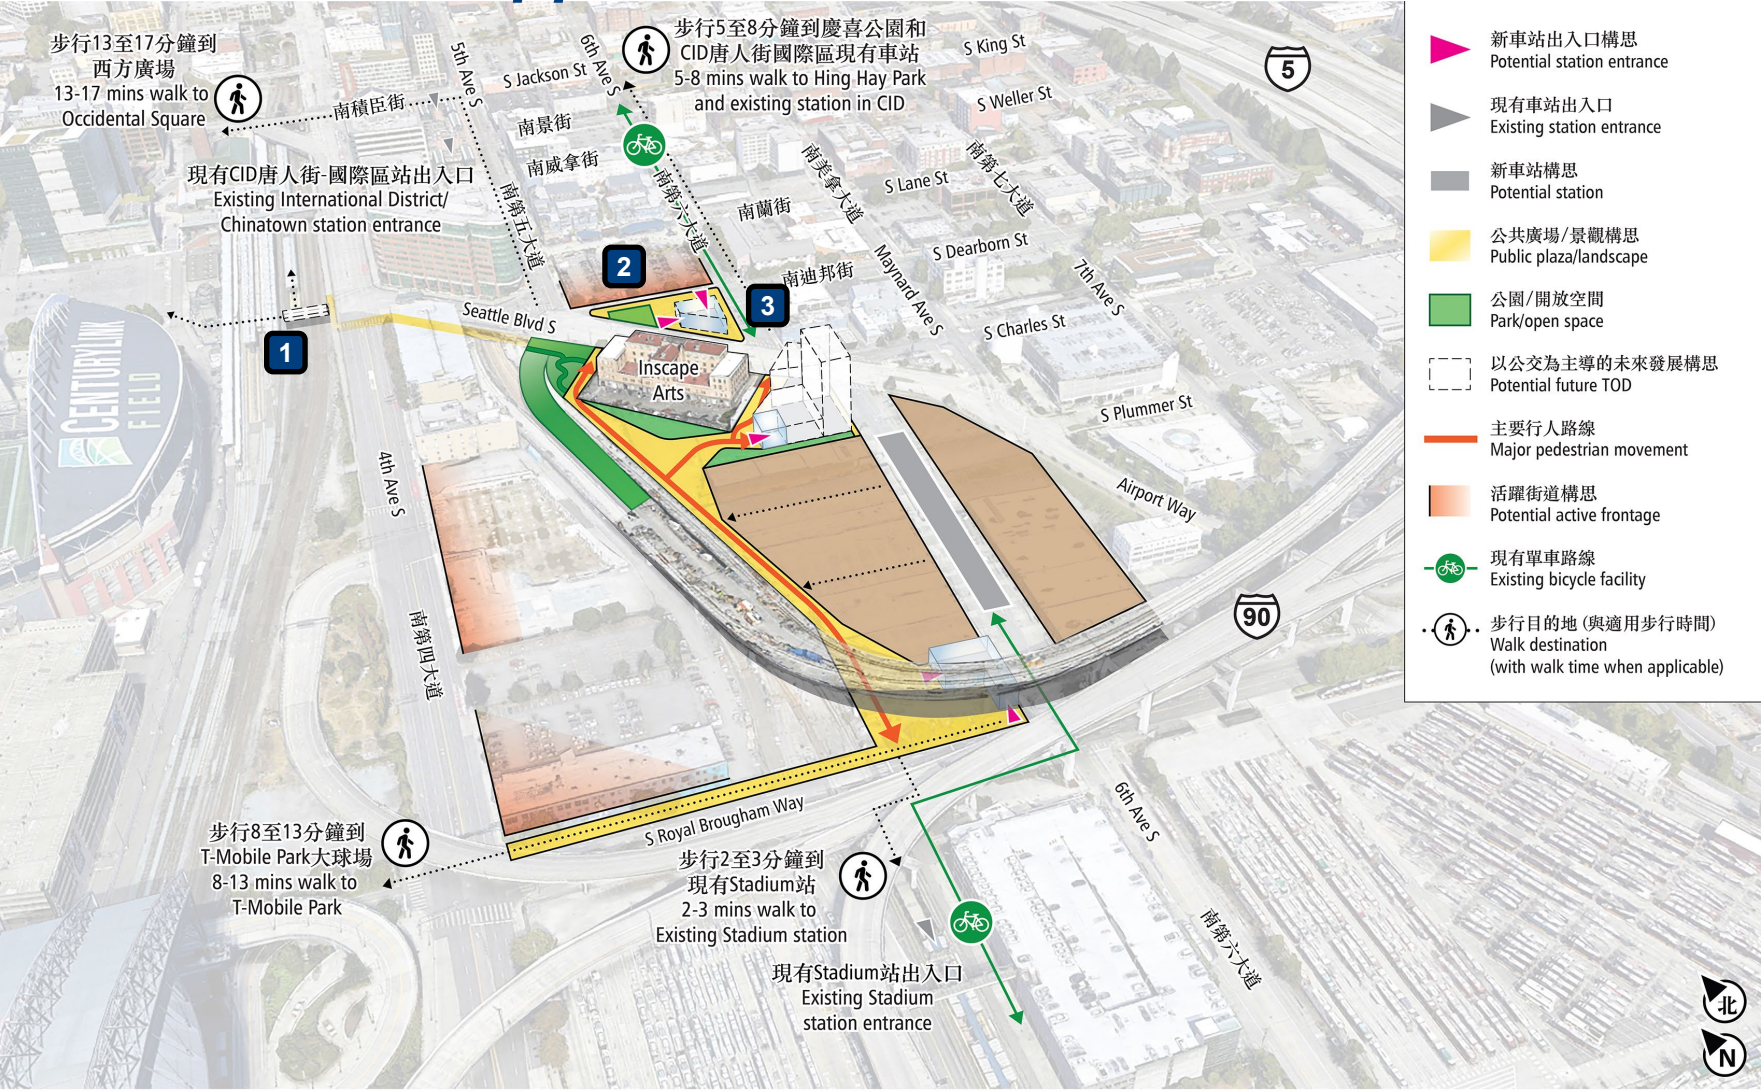 步行13至17分鐘到
西方廣場
13-17 mins walk to
Occidental Square
步行5至8分鐘到慶喜公園和
CID唐人街國際區現有車站
5-8 mins walk to Hing Hay Park
and existing station in CID
5th Ave S
6th Ave S
S Jackson St
S King St
S Weller St
5
南積臣街
南景街
南威拿街
現有CID唐人街-國際區站出入口
Existing International District/
Chinatown station entrance
南第五大道
南第六大道
南美拿大道
南第七大道
S Lane St
南蘭街
S Dearborn St
南迪邦街
Maynard Ave S
7th Ave S
S Charles St
2
3
1
Seattle Blvd S
CENTURYLINK
FIELD
Inscape
Arts
S Plummer St
Airport Way
4th Ave S
南第四大道
90
S Royal Brougham Way
6th Ave S
南第六大道
步行8至13分鐘到
T-Mobile Park大球場
8-13 mins walk to
T-Mobile Park
步行2至3分鐘到
現有Stadium站
2-3 mins walk to
Existing Stadium station
現有Stadium站出入口
Existing Stadium
station entrance
新車站出入口構思
Potential station entrance
現有車站出入口
Existing station entrance
新車站構思
Potential station
公共廣場/景觀構思
Public plaza/landscape
公園/開放空間
Park/open space
以公交為主導的未來發展構思
Potential future TOD
主要行人路線
Major pedestrian movement
活躍街道構思
Potential active frontage
現有單車路線
Existing bicycle facility
步行目的地 (與適用步行時間)
Walk destination
(with walk time when applicable)
北
N